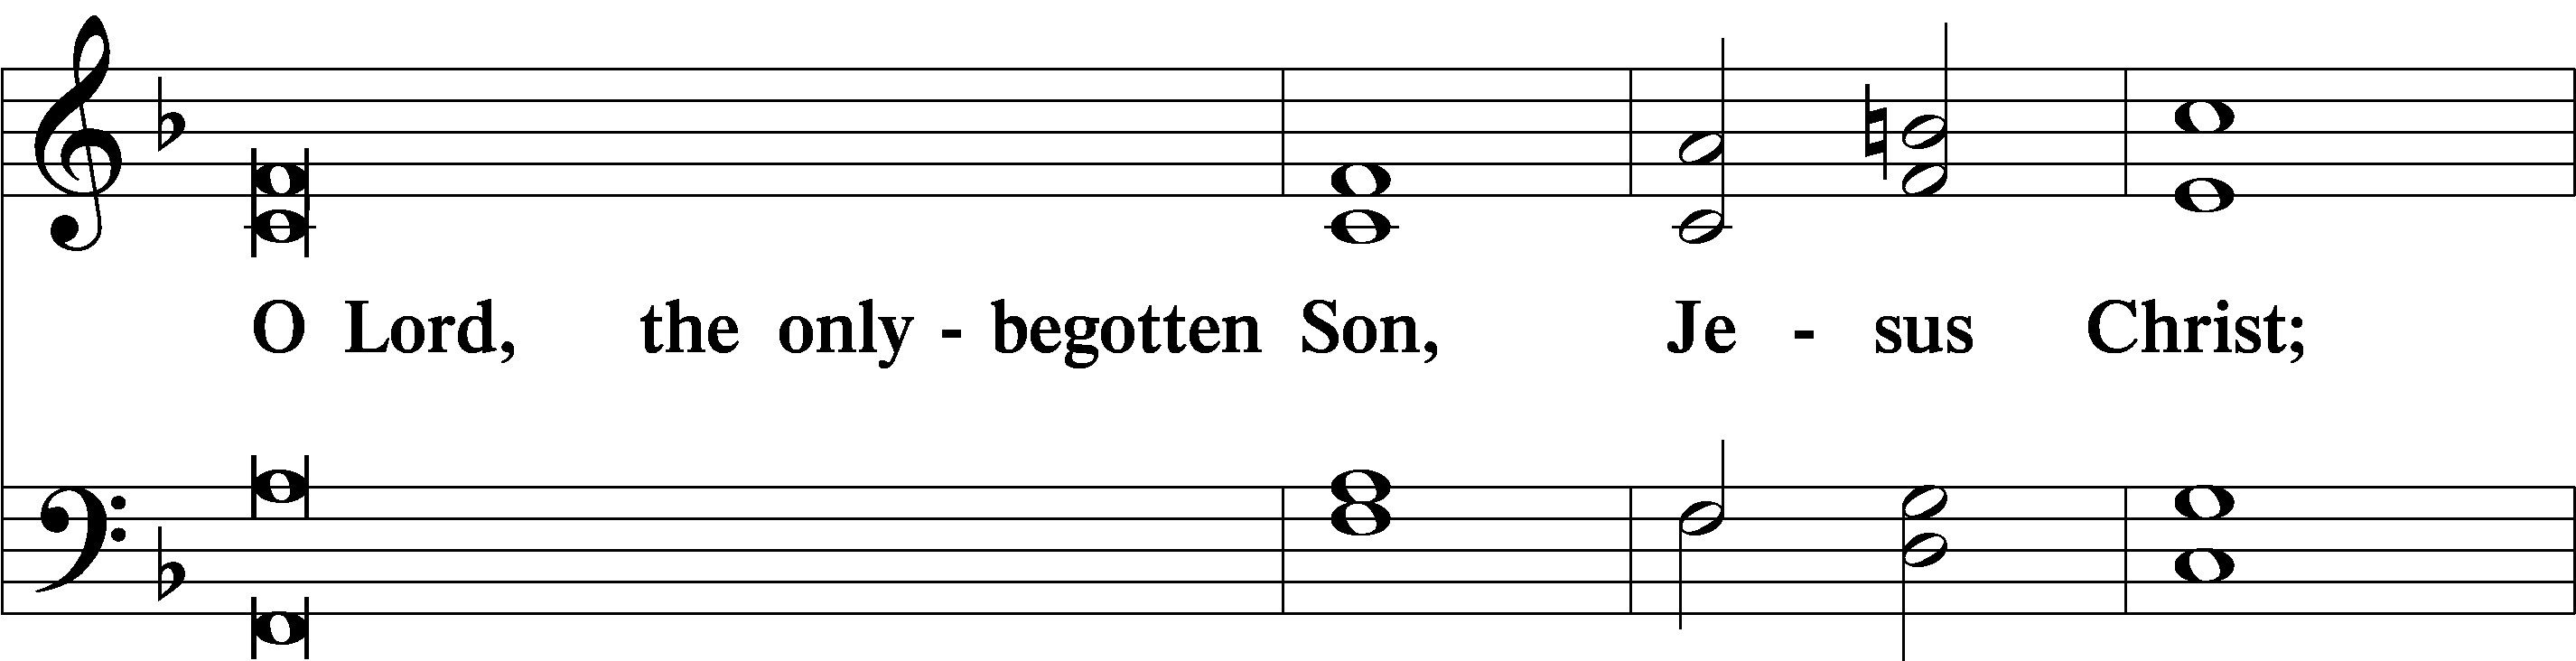 O Lord, the only - begotten Son, Je - sus Christ;